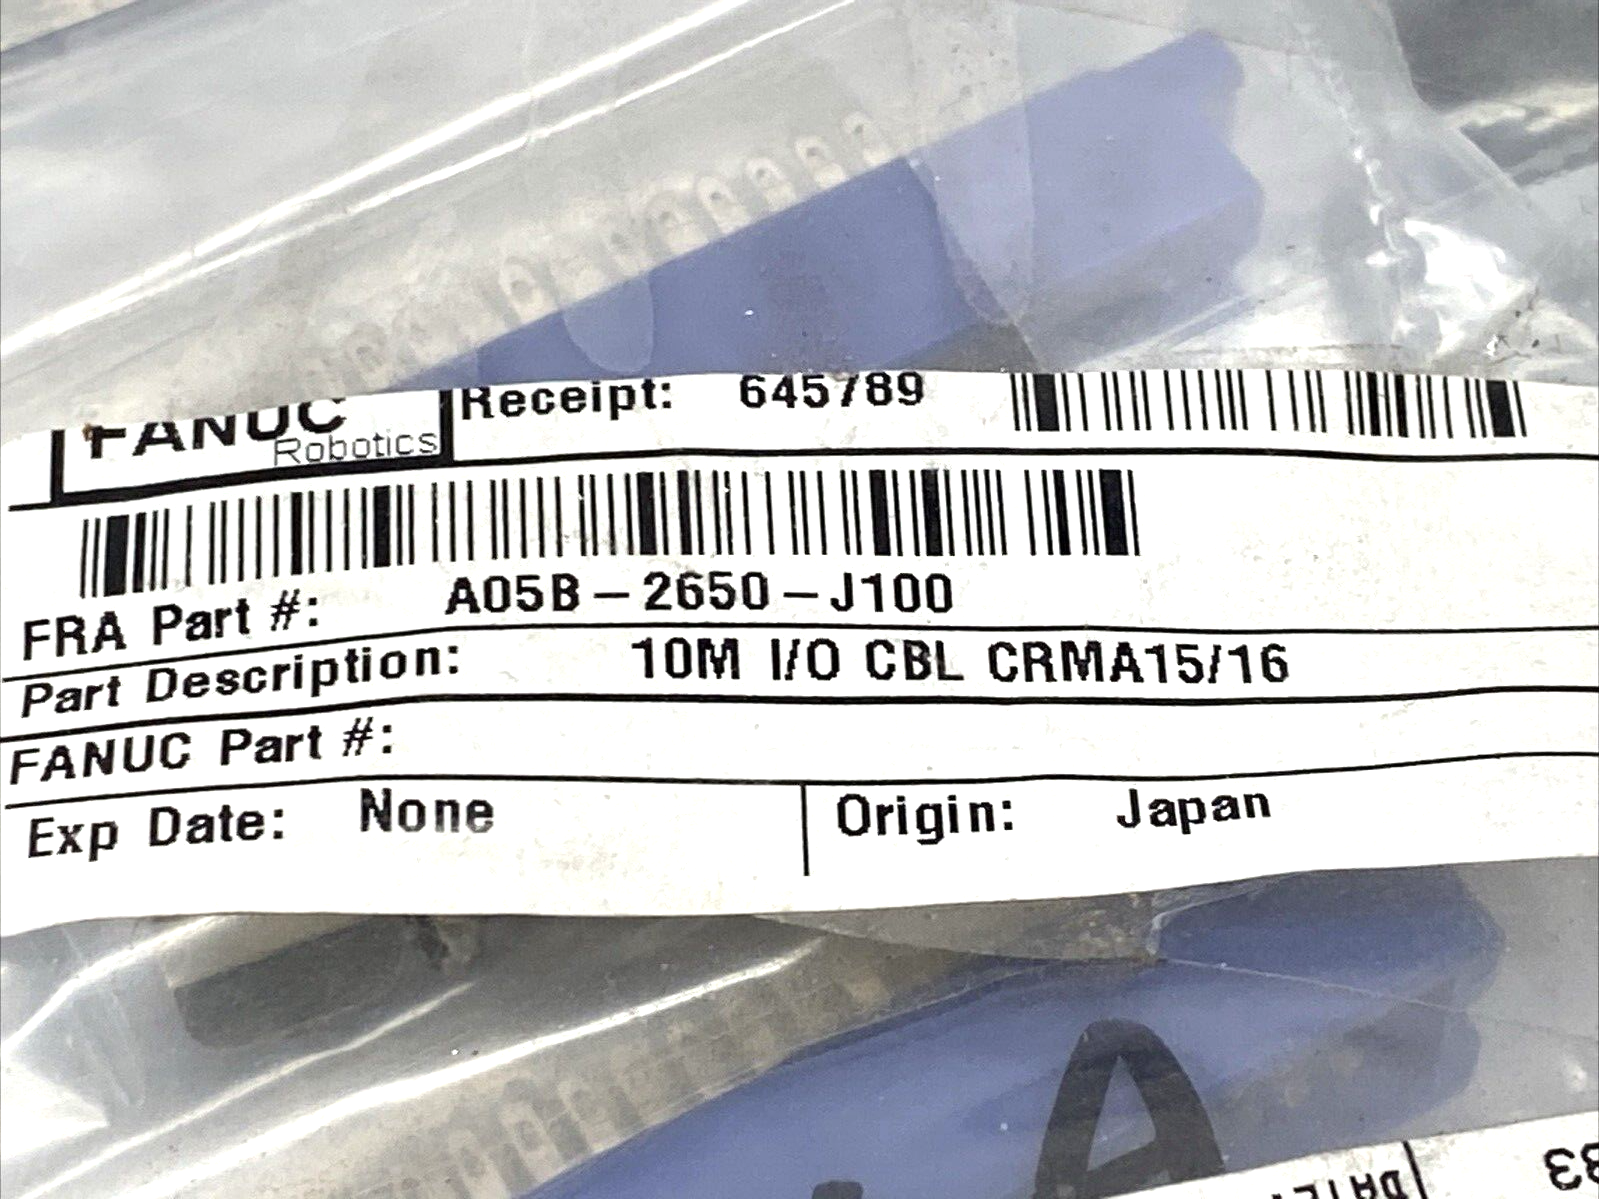 FANUC
Robotics
Receipt: 645789
FRA Part #: A05B-2650-J100
Part Description: 10M I/O CBL CRMA15/16
FANUC Part #:
Exp Date: None
Origin: Japan
A